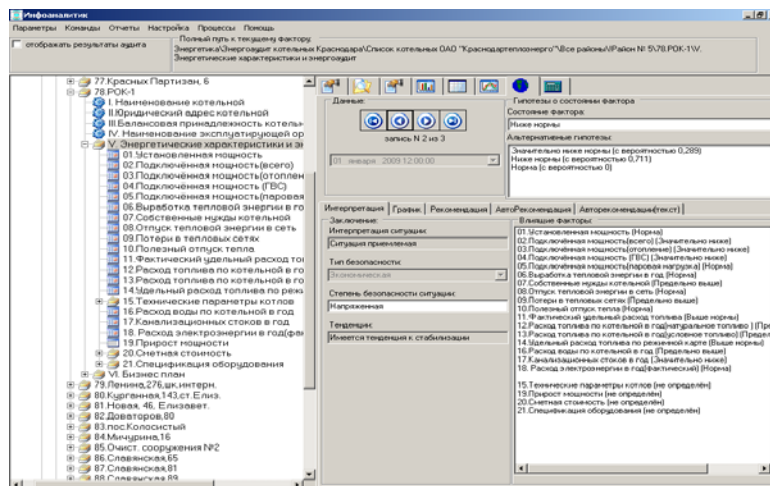 Инфоаналитик
Параметры Команды Отчеты Настройка Процессы Помощь
отображать результаты аудита
Полный путь к текущему фактору:
Энергетика\Энергоаудит котельных Краснодара\Список котельных ОАО "Краснодартеплоэнерго"\Все районы\Район № 5\78.РОК-1\V.
Энергетические характеристики и энергоаудит
77.Красных Партизан, 6
78.РОК-1
I. Наименование котельной
II.Юридический адрес котельной
III.Балансовая принадлежность котельн
IV. Наименование эксплуатирующей ор
V. Энергетические характеристики и эн
01.Установленная мощность
02.Подключённая мощность(всего)
03.Подключённая мощность(отоплен
04.Подключённая мощность (ГВС)
05.Подключённая мощность(паровая
06.Выработка тепловой энергии в го
07.Собственные нужды котельной
08.Отпуск тепловой энергии в сеть
09.Потери в тепловых сетях
10.Полезный отпуск тепла
11.Фактический удельный расход то
12.Расход топлива по котельной в го
13.Расход топлива по котельной в го
14.Удельный расход топлива по режи
15.Технические параметры котлов
16.Расход воды по котельной в год
17.Канализационных стоков в год
18. Расход электроэнергии в год(фак
19.Прирост мощности
20.Сметная стоимость
21.Спецификация оборудования
VI. Бизнес план
79.Ленина,276,шк.интерн.
80.Курганная,143,ст.Елиз.
81.Новая, 46, Елизавет.
82.Доваторов,80
83.пос.Колосистый
84.Мичурина,16
85.Очист. сооружения №2
86.Славянская,65
87.Славянская,81
88.Славянская,89
Данные:
запись N 2 из 3
01 января 2009 12:00:00
Гипотезы о состоянии фактора
Состояние фактора:
Ниже нормы
Альтернативные гипотезы:
Значительно ниже нормы (с вероятностью 0,289)
Ниже нормы (с вероятностью 0,711)
Норма (с вероятностью 0)
Интерпретация График Рекомендация АвтоРекомендация Авторекомендации(текст)
Заключение:
Интерпретация ситуации:
Ситуация приемлемая
Тип безопасности:
Экономическая
Степень безопасности ситуации:
Напряженная
Тенденции:
Имеется тенденция к стабилизации
Влияющие факторы:
01.Установленная мощность (Норма)
02.Подключённая мощность(всего) (Значительно ниже)
03.Подключённая мощность(отопление) (Значительно ниже)
04.Подключённая мощность (ГВС) (Значительно ниже)
05.Подключённая мощность(паровая нагрузка) (Норма)
06.Выработка тепловой энергии в год (Норма)
07.Собственные нужды котельной (Предельно выше)
08.Отпуск тепловой энергии в сеть (Норма)
09.Потери в тепловых сетях (Предельно выше)
10.Полезный отпуск тепла (Норма)
11.Фактический удельный расход топлива (Выше нормы)
12.Расход топлива по котельной в год(натуральное топливо ) (Пре
13.Расход топлива по котельной в год(условное топливо) (Предел
14.Удельный расход топлива по режимной карте (Выше нормы)
16.Расход воды по котельной в год (Предельно выше)
17.Канализационных стоков в год (Значительно ниже)
18. Расход электроэнергии в год(фактический) (Норма)
15.Технические параметры котлов (не определён)
19.Прирост мощности (не определён)
20.Сметная стоимость (не определён)
21.Спецификация оборудования (не определён)